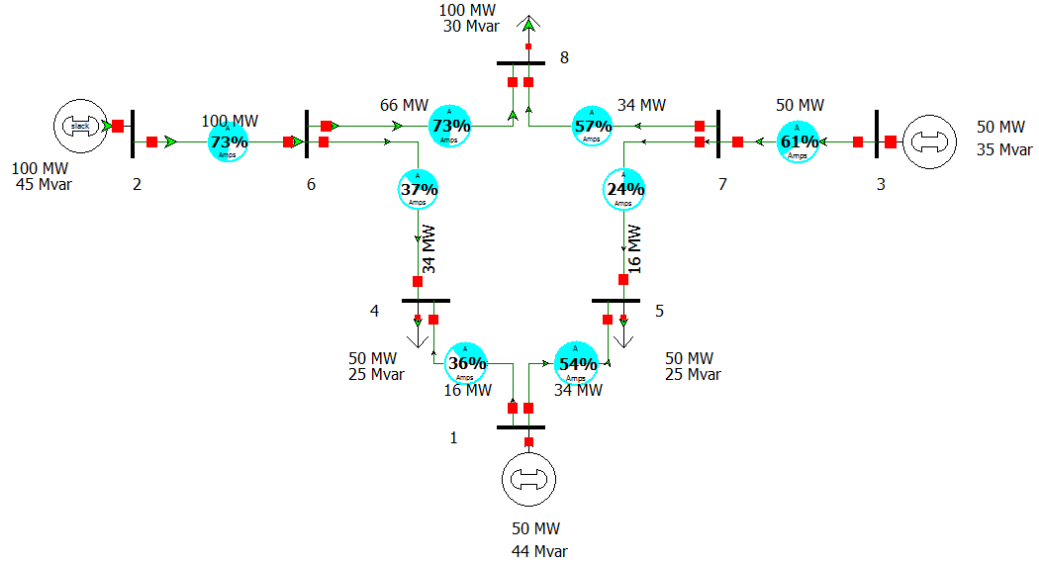 100 MW
30 Mvar
8
66 MW
34 MW
50 MW
slack
100 MW
A
73%
Amps
A
73%
Amps
A
57%
Amps
A
61%
Amps
50 MW
35 Mvar
100 MW
45 Mvar
2
6
7
3
A
37%
Amps
A
24%
Amps
34 MW
16 MW
4
5
50 MW
25 Mvar
50 MW
25 Mvar
A
36%
Amps
A
54%
Amps
16 MW
34 MW
1
50 MW
44 Mvar